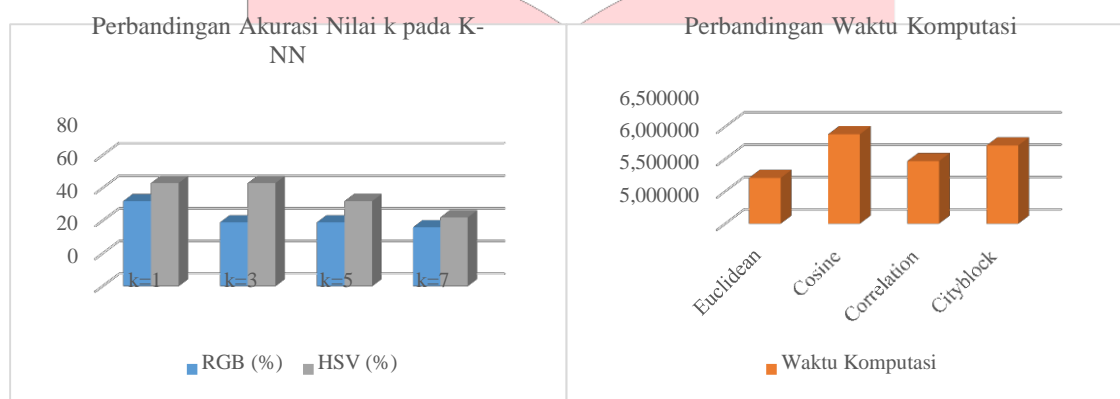 Perbandingan Akurasi Nilai k pada K-
NN
80
60
40
20
0
k=1 k=3 k=5 k=7
RGB (%) HSV (%)
Perbandingan Waktu Komputasi
6,500000
6,000000
5,500000
5,000000
Euclidean
Cosine
Correlation
Cityblock
Waktu Komputasi